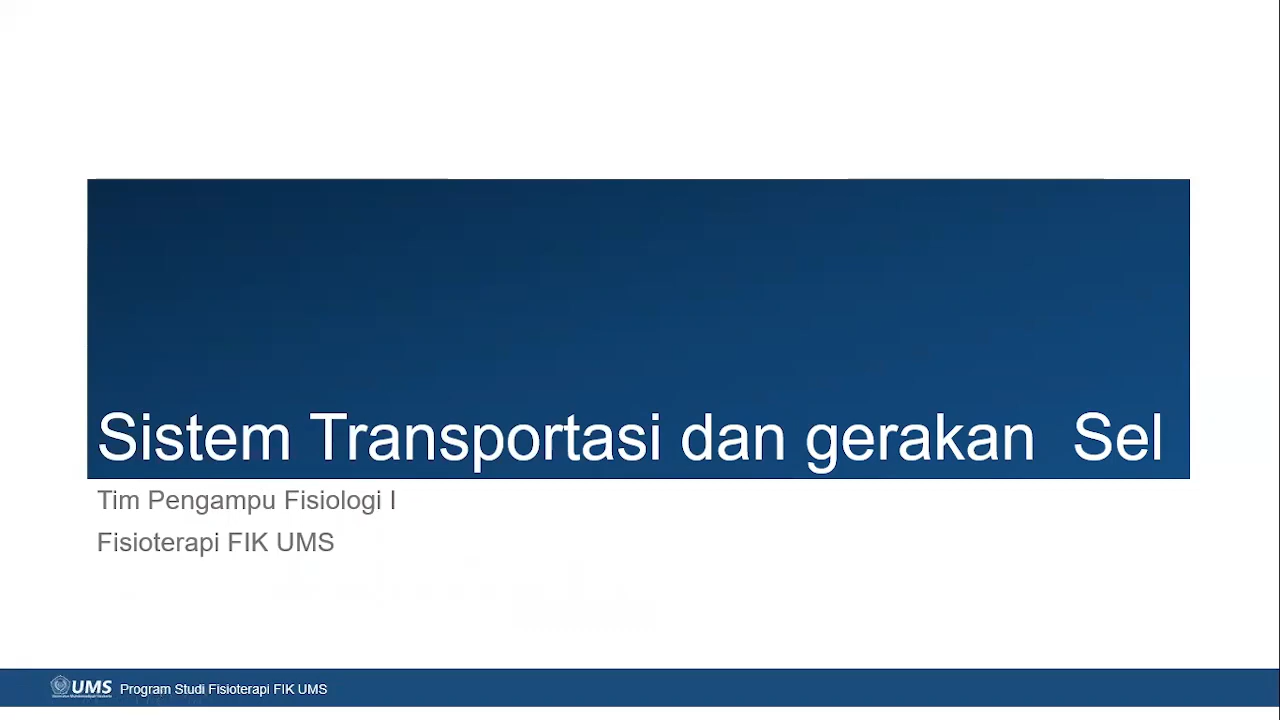 Sistem Transportasi dan gerakan  Sel
Tim Pengampu Fisiologi I
Fisioterapi FIK UMS
UMS
Program Studi Fisioterapi FIK UMS